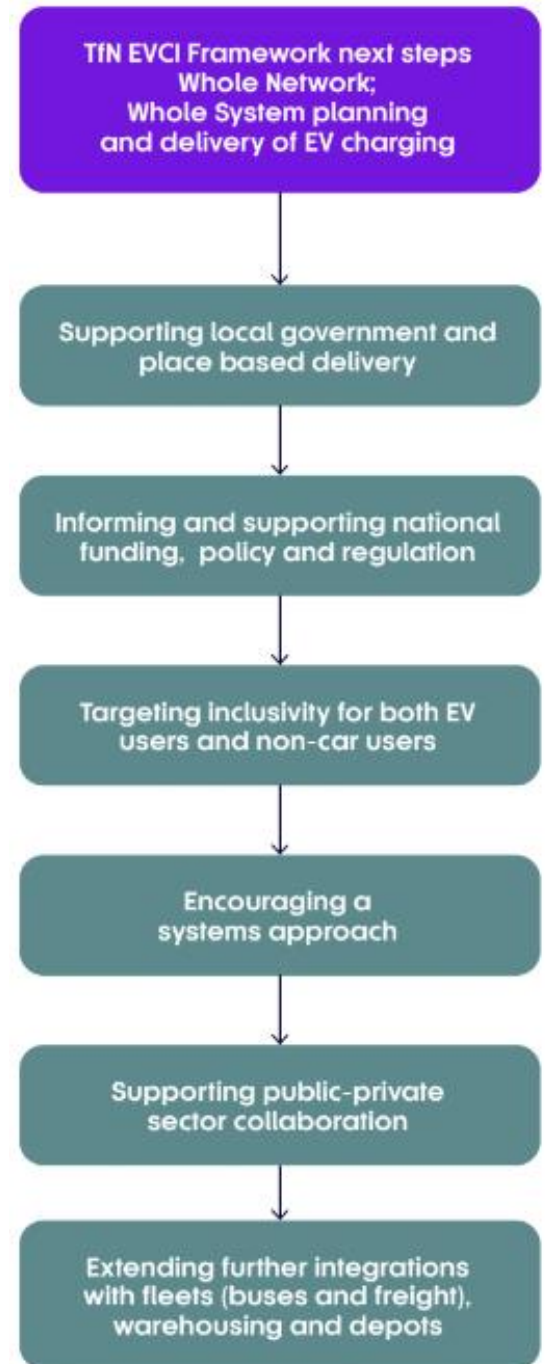 TfN EVCI Framework next steps
Whole Network;
Whole System planning
and delivery of EV charging
Supporting local government and
place based delivery
Informing and supporting national
funding, policy and regulation
Targeting inclusivity for both EV
users and non-car users
Encouraging a
systems approach
Supporting public-private
sector collaboration
Extending further integrations
with fleets (buses and freight),
warehousing and depots